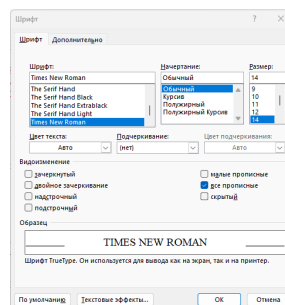 Шрифт ? ×
Шрифт Дополнительно
Шрифт: Начертание: Размер:
Times New Roman Обычный 14
The Serif Hand Обычный 9
The Serif Hand Black Курсив 10
The Serif Hand Extrablack Полужирный 11
The Serif Hand Light Полужирный Курсив 12
Times New Roman 14
Цвет текста: Подчеркивание: Цвет подчеркивания:
Авто (нет) Авто
Видоизменение
зачеркнутый малые прописные
двойное зачеркивание все прописные
надстрочный скрытый
подстрочный
Образец
TIMES NEW ROMAN
Шрифт TrueType. Он используется для вывода как на экран, так и на принтер.
По умолчанию Текстовые эффекты... ОК Отмена